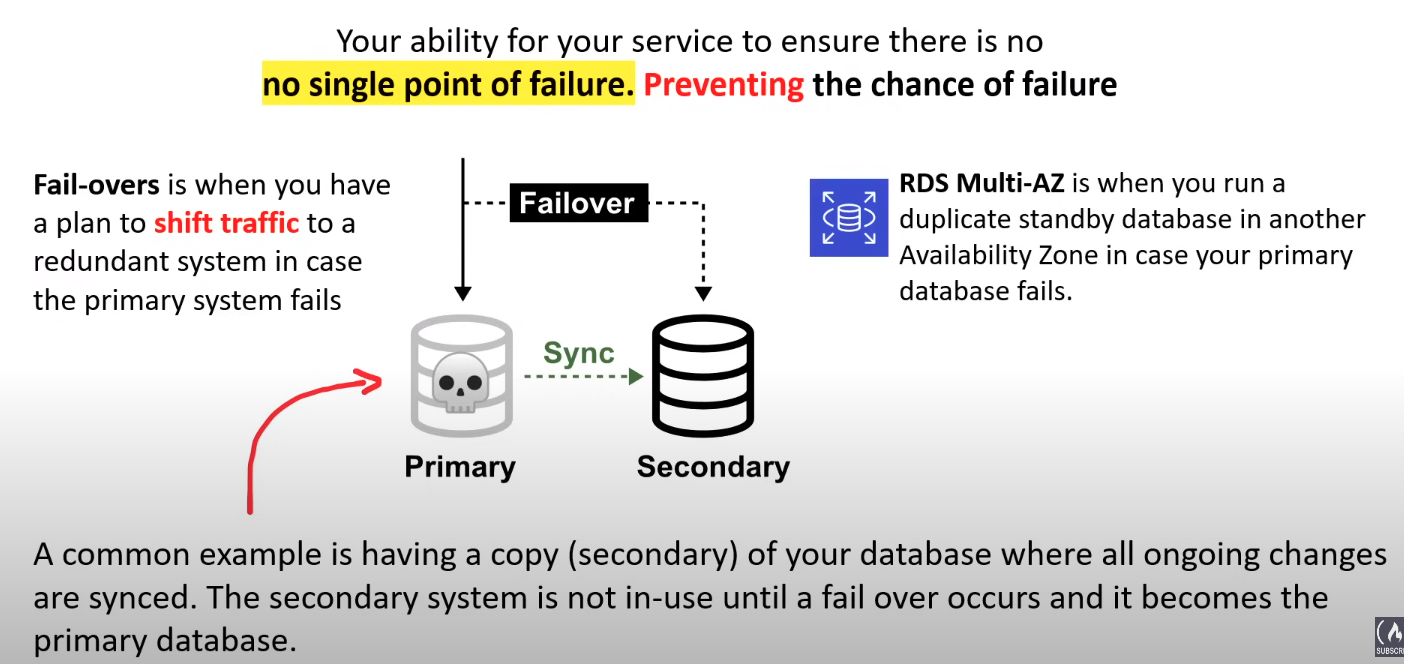 Your ability for your service to ensure there is no
no single point of failure. Preventing the chance of failure
Fail-overs is when you have
a plan to shift traffic to a
redundant system in case
the primary system fails
Failover
RDS Multi-AZ is when you run a
duplicate standby database in another
Availability Zone in case your primary
database fails.
Sync
Primary
Secondary
A common example is having a copy (secondary) of your database where all ongoing changes
are synced. The secondary system is not in-use until a fail over occurs and it becomes the
primary database.
SUBSCRI